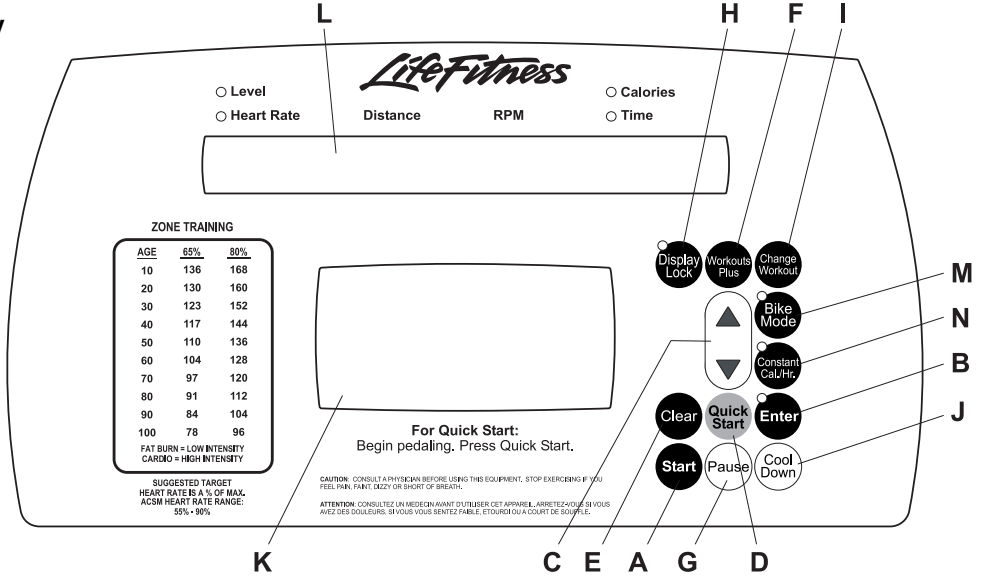 L
H
F
I
LifeFitness
Level
Calories
Heart Rate
Distance
RPM
Time
ZONE TRAINING
AGE 65% 80%
10 136 168
20 130 160
30 123 152
40 117 144
50 110 136
60 104 128
70 97 120
80 91 112
90 84 104
100 78 96
FAT BURN = LOW INTENSITY
CARDIO = HIGH INTENSITY
SUGGESTED TARGET
HEART RATE IS A % OF MAX.
ACSM HEART RATE RANGE:
55% - 90%
For Quick Start:
Begin pedaling. Press Quick Start.
CAUTION: CONSULT A PHYSICIAN BEFORE USING THIS EQUIPMENT. STOP EXERCISING IF YOU
FEEL PAIN, FAINT, DIZZY OR SHORT OF BREATH.
ATTENTION: CONSULTEZ UN MEDECIN AVANT D'UTILISER CET APPAREIL. ARRETEZ-VOUS SI VOUS
AVEZ DES DOULEURS, SI VOUS VOUS SENTEZ FAIBLE, ETOURDI OU A COURT DE SOUFFLE.
Display
Lock
Workouts
Plus
Change
Workout
Bike
Mode
Constant
Cal./Hr.
Clear
Quick
Start
Enter
Start
Pause
Cool
Down
M
N
B
J
K
C
E
A
G
D